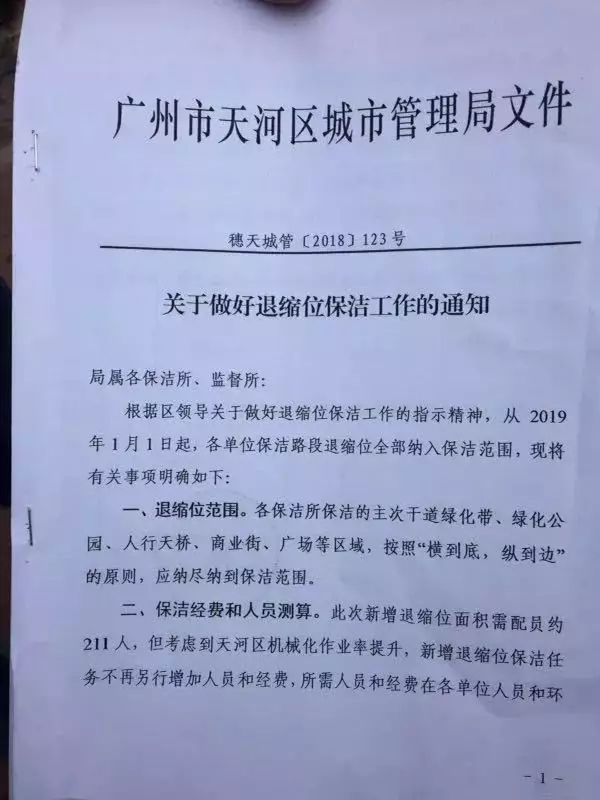 广州市天河区城市管理局文件
穗天城管〔2018〕123号
关于做好退缩位保洁工作的通知
局属各保洁所、监督所：
根据区领导关于做好退缩位保洁工作的指示精神，从 2019
年1月1日起，各单位保洁路段退缩位全部纳入保洁范围，现将
有关事项明确如下：
一、退缩位范围。各保洁所保洁的主次干道绿化带、绿化公
园、人行天桥、商业街、广场等区域，按照“横到底，纵到边”
的原则，应纳尽纳到保洁范围。
二、保洁经费和人员测算。此次新增退缩位面积需配员约
211人，但考虑到天河区机械化作业率提升，新增退缩位保洁任
务不再另行增加人员和经费，所需人员和经费在各单位人员和环
- 1 -